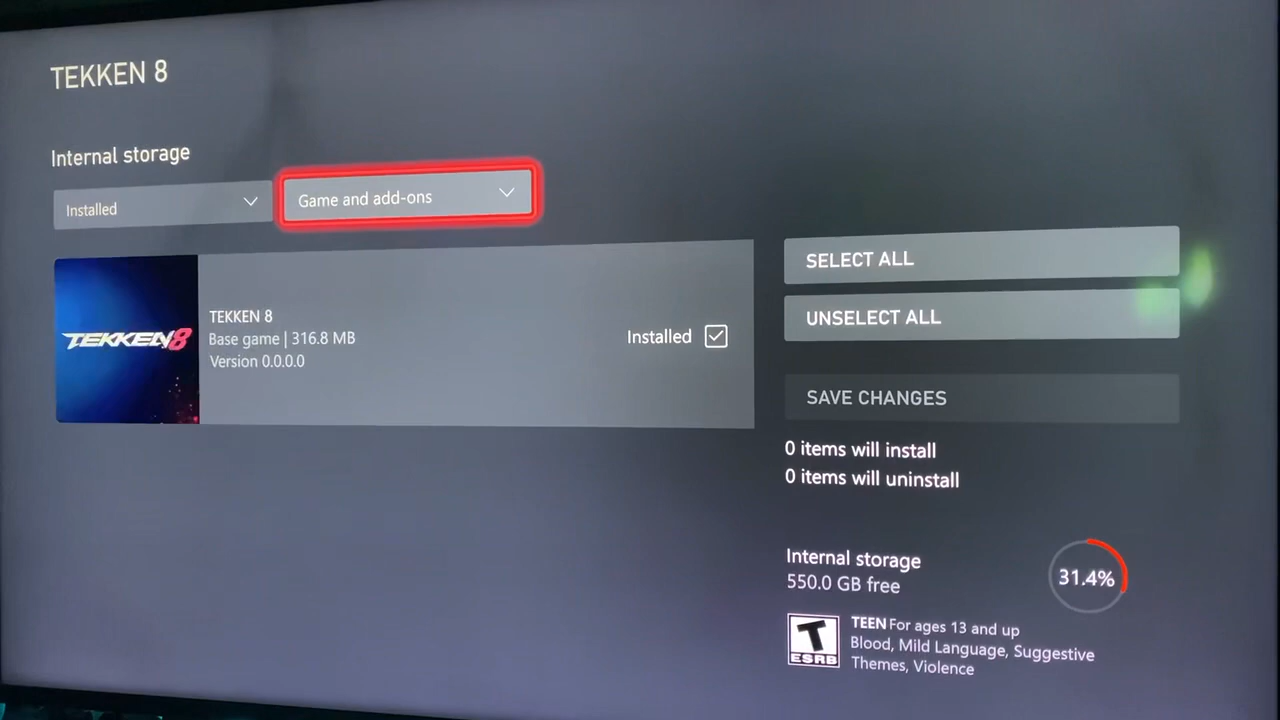 TEKKEN 8
Internal storage
Installed
Game and add-ons
TEKKEN 8
TEKKEN 8
Base game | 316.8 MB
Version 0.0.0.0
Installed
SELECT ALL
UNSELECT ALL
SAVE CHANGES
0 items will install
0 items will uninstall
Internal storage
550.0 GB free
31.4%
T
ESRB
TEEN For ages 13 and up
Blood, Mild Language, Suggestive
Themes, Violence